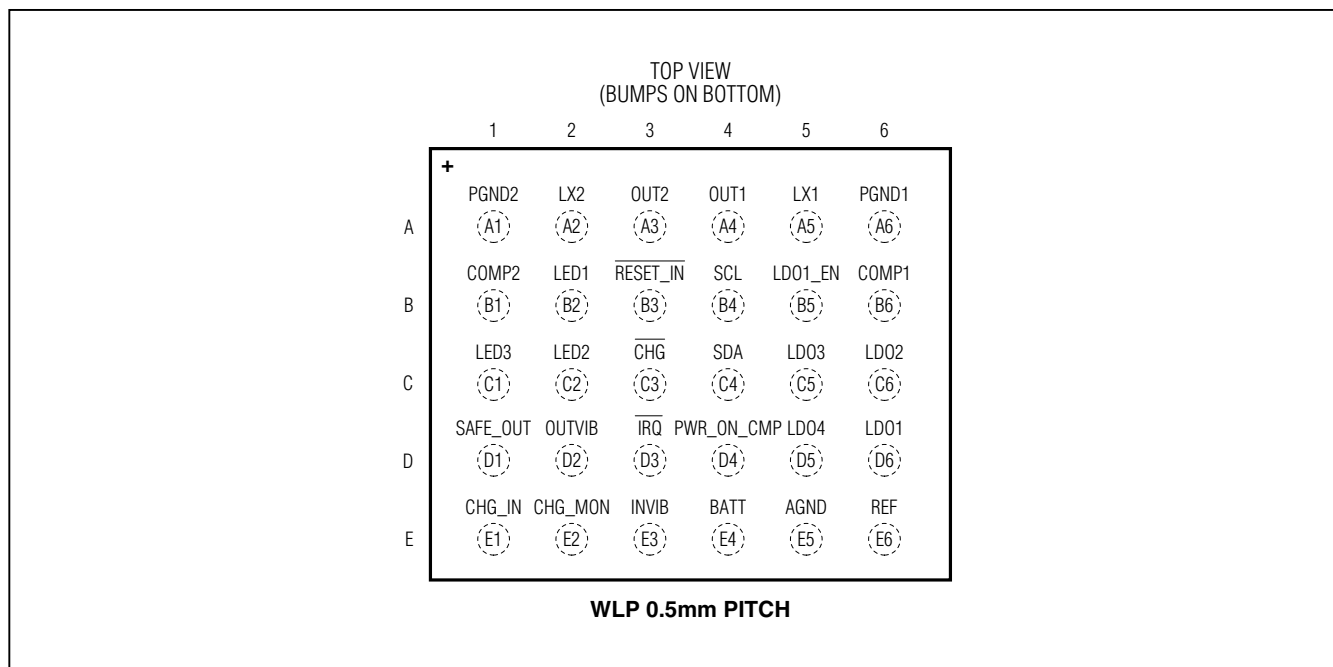 TOP VIEW
(BUMPS ON BOTTOM)
1 2 3 4 5 6
+
PGND2 LX2 OUT2 OUT1 LX1 PGND1
A A1 A2 A3 A4 A5 A6
COMP2 LED1 RESET_IN SCL LDO1_EN COMP1
B B1 B2 B3 B4 B5 B6
LED3 LED2 CHG SDA LDO3 LDO2
C C1 C2 C3 C4 C5 C6
SAFE_OUT OUTVIB IRQ PWR_ON_CMP LDO4 LDO1
D D1 D2 D3 D4 D5 D6
CHG_IN CHG_MON INVIB BATT AGND REF
E E1 E2 E3 E4 E5 E6
WLP 0.5mm PITCH